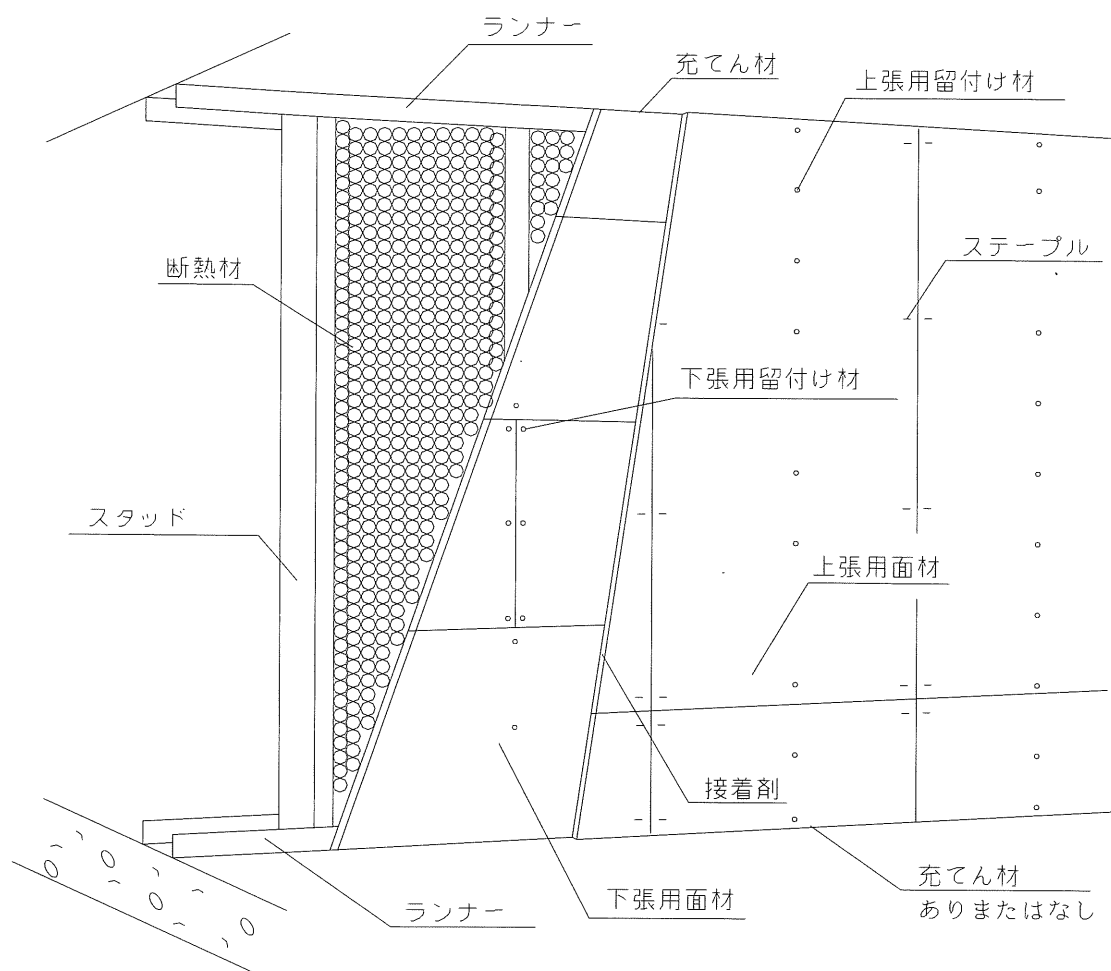 ランナー
充てん材
上張用留付け材
ステープル
断熱材
下張用留付け材
スタッド
上張用面材
接着剤
充てん材
ありまたはなし
下張用面材
ランナー